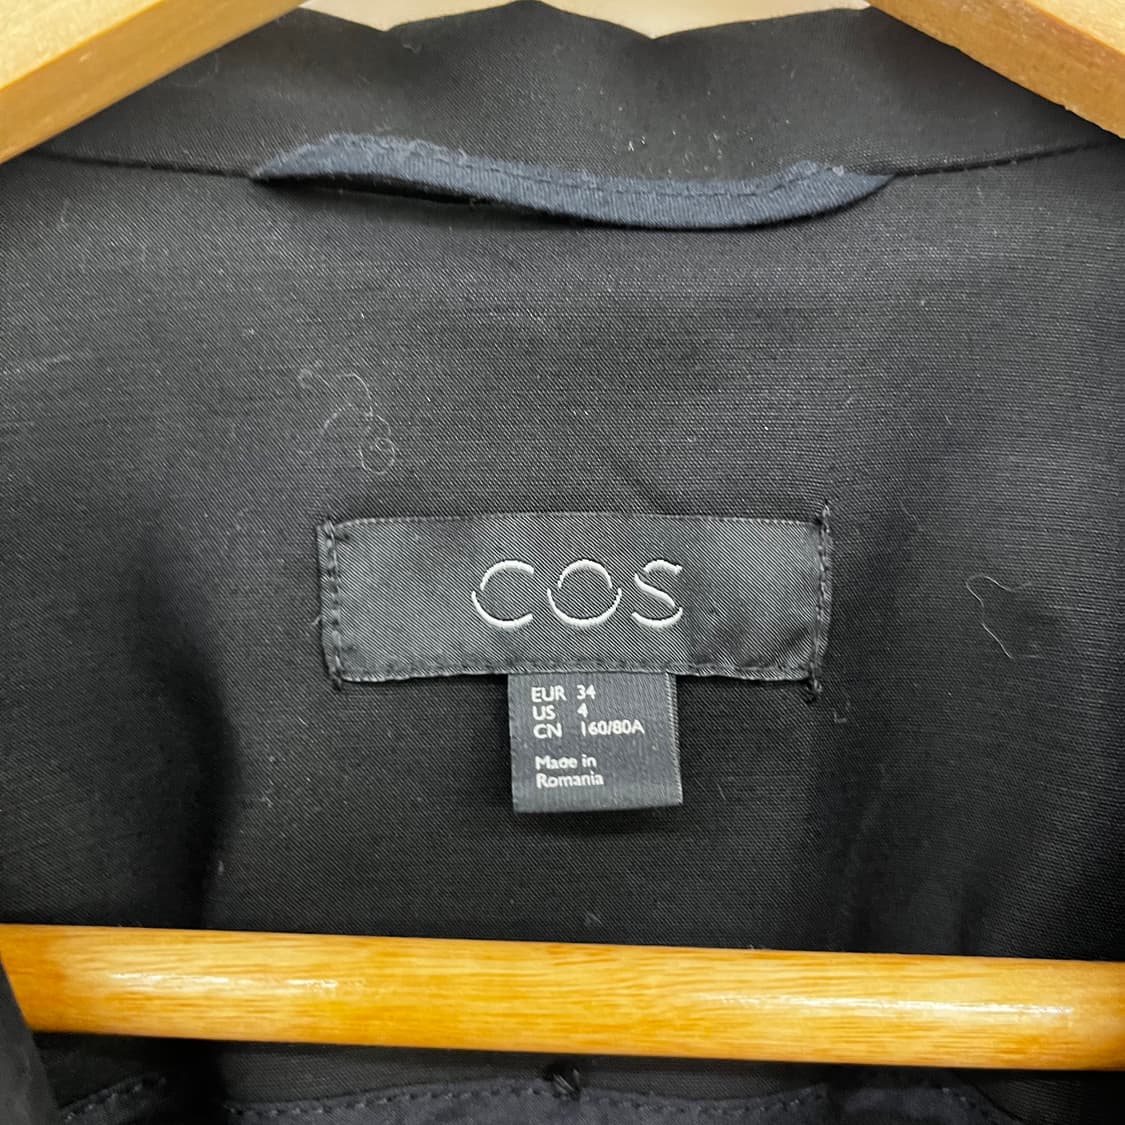 COS
EUR 34
US 4
CN 160/80A
Made in
Romania